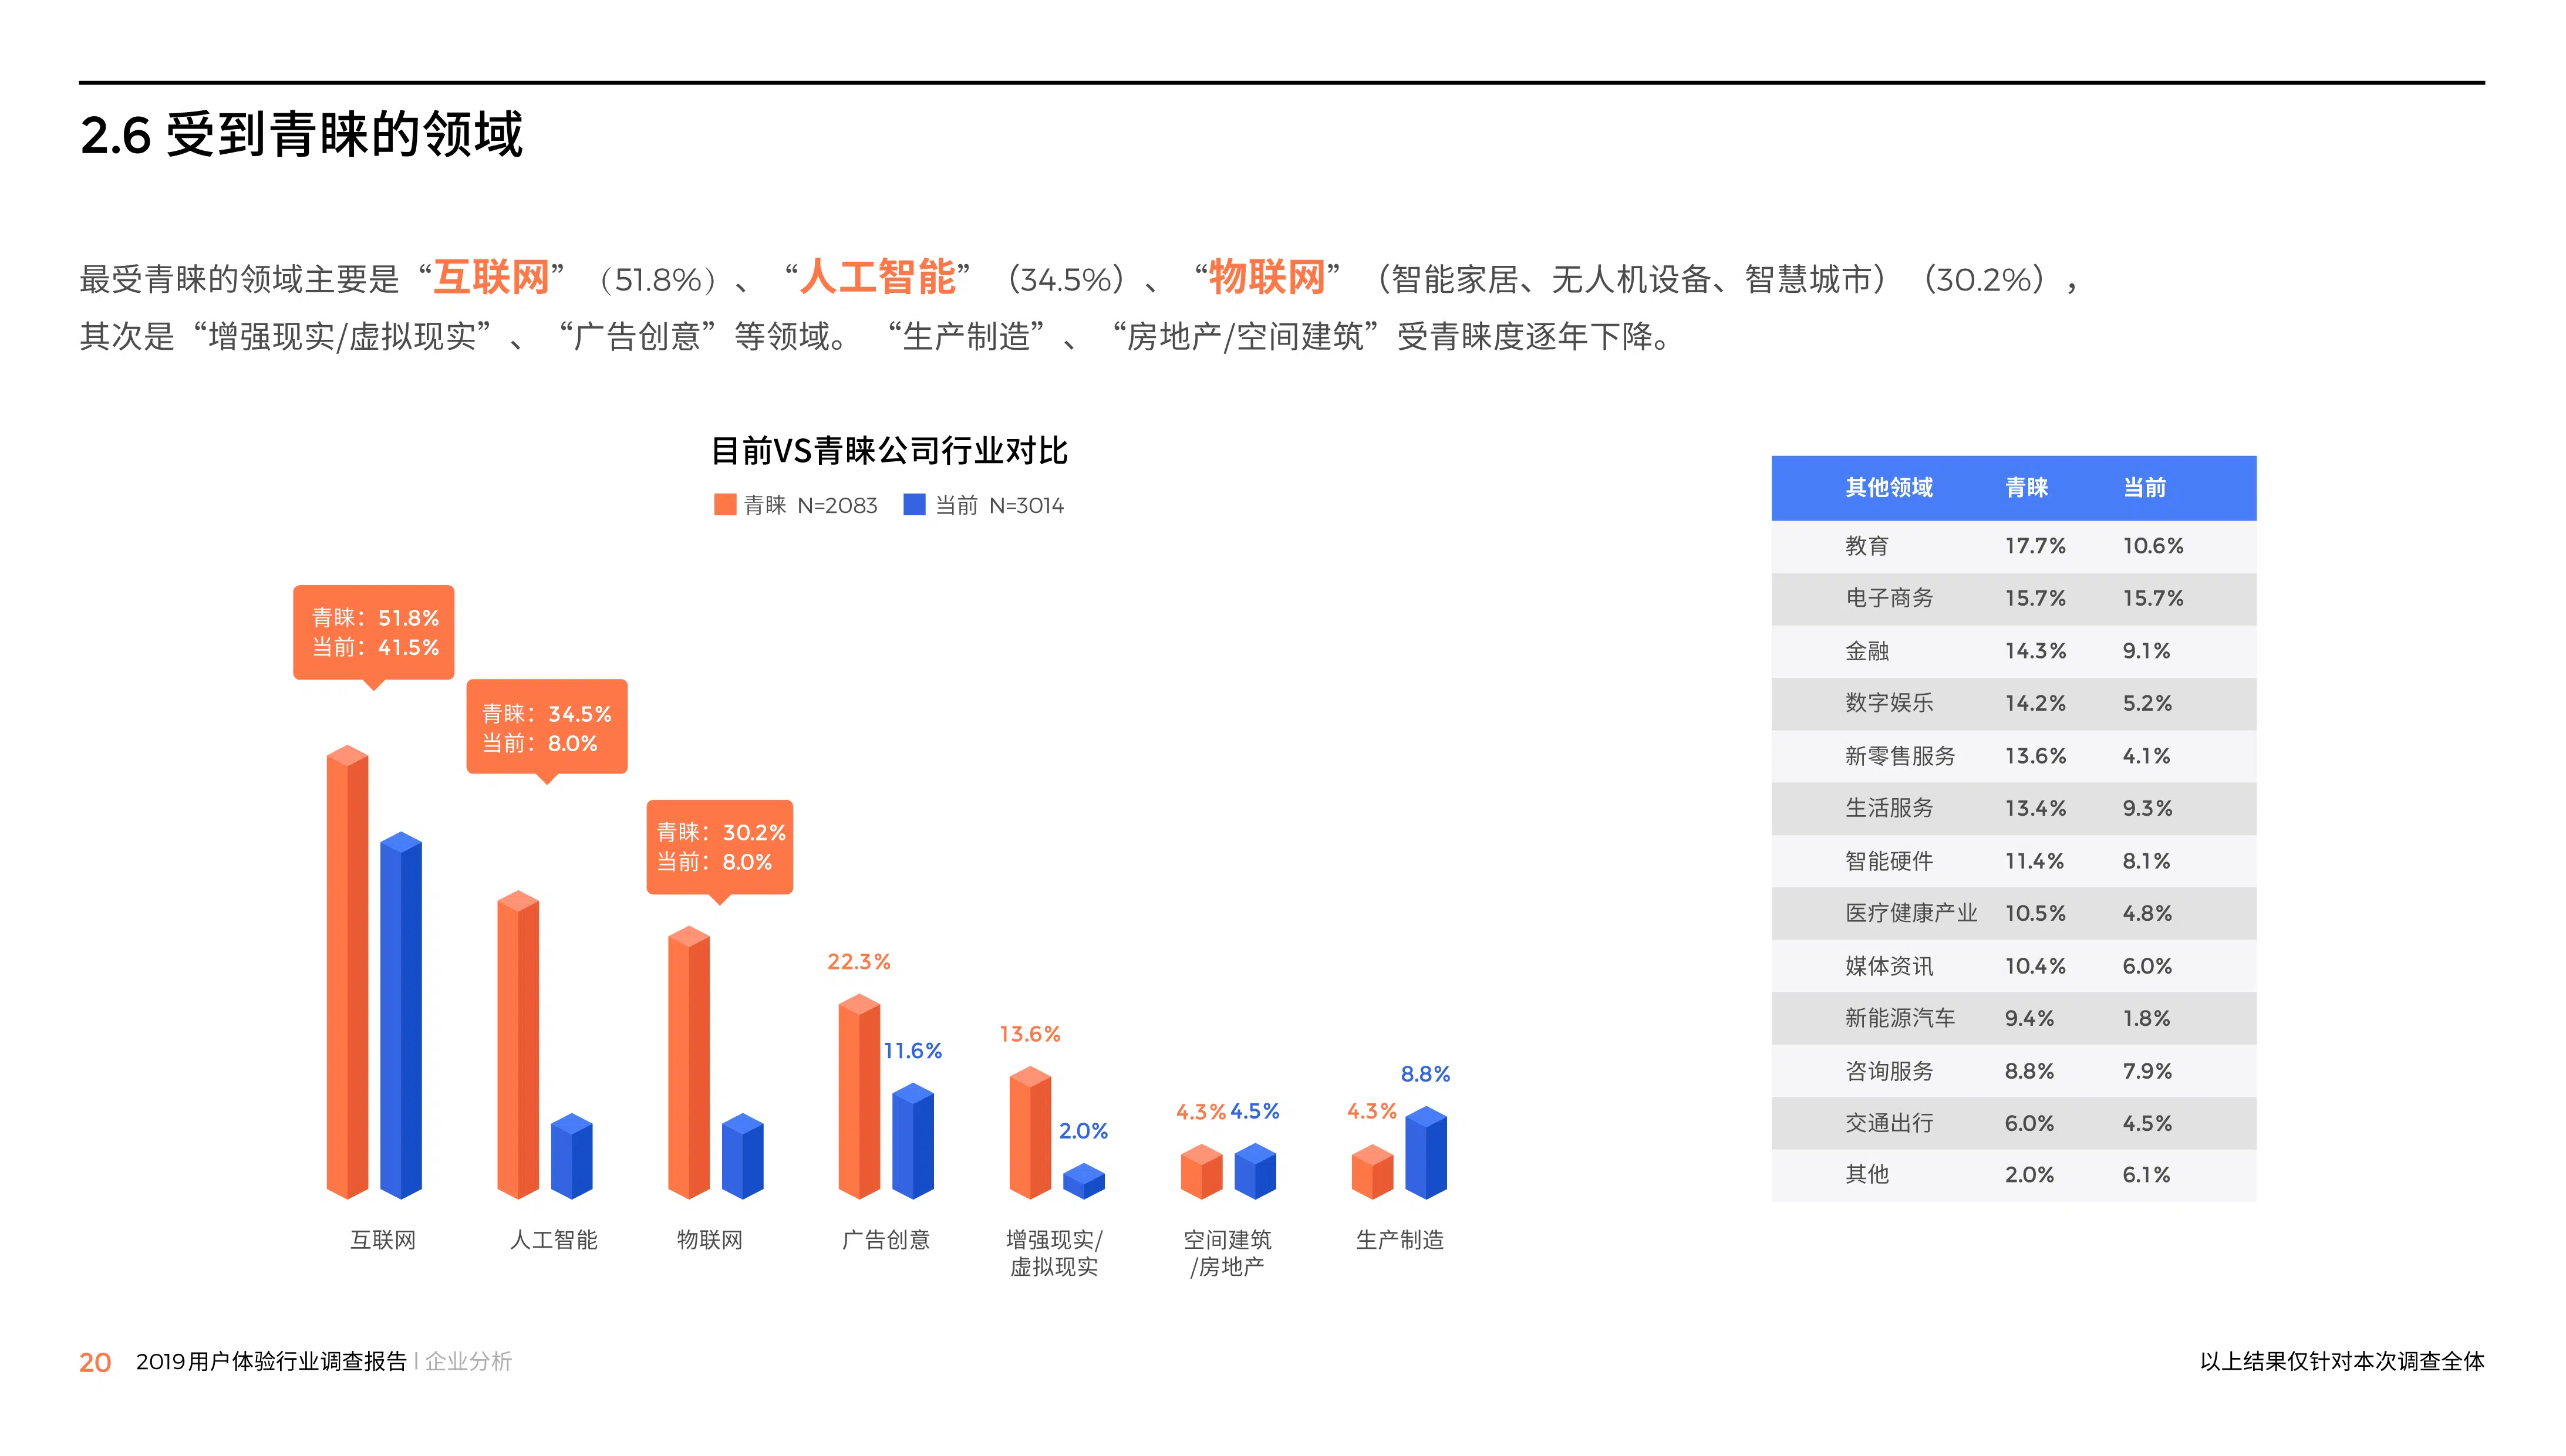 2.6 受到青睐的领域
最受青睐的领域主要是“互联网”（51.8%）、“人工智能”（34.5%）、“物联网”（智能家居、无人机设备、智慧城市）（30.2%），
其次是“增强现实/虚拟现实”、“广告创意”等领域。“生产制造”、“房地产/空间建筑”受青睐度逐年下降。
目前VS青睐公司行业对比
青睐 N=2083 当前 N=3014
青睐：51.8%
当前：41.5%
青睐：34.5%
当前：8.0%
青睐：30.2%
当前：8.0%
22.3%
11.6%
13.6%
2.0%
4.3% 4.5%
4.3%
8.8%
互联网
人工智能
物联网
广告创意
增强现实/
虚拟现实
空间建筑
/房地产
生产制造
其他领域 青睐 当前
教育 17.7% 10.6%
电子商务 15.7% 15.7%
金融 14.3% 9.1%
数字娱乐 14.2% 5.2%
新零售服务 13.6% 4.1%
生活服务 13.4% 9.3%
智能硬件 11.4% 8.1%
医疗健康产业 10.5% 4.8%
媒体资讯 10.4% 6.0%
新能源汽车 9.4% 1.8%
咨询服务 8.8% 7.9%
交通出行 6.0% 4.5%
其他 2.0% 6.1%
20 2019用户体验行业调查报告 | 企业分析
以上结果仅针对本次调查全体